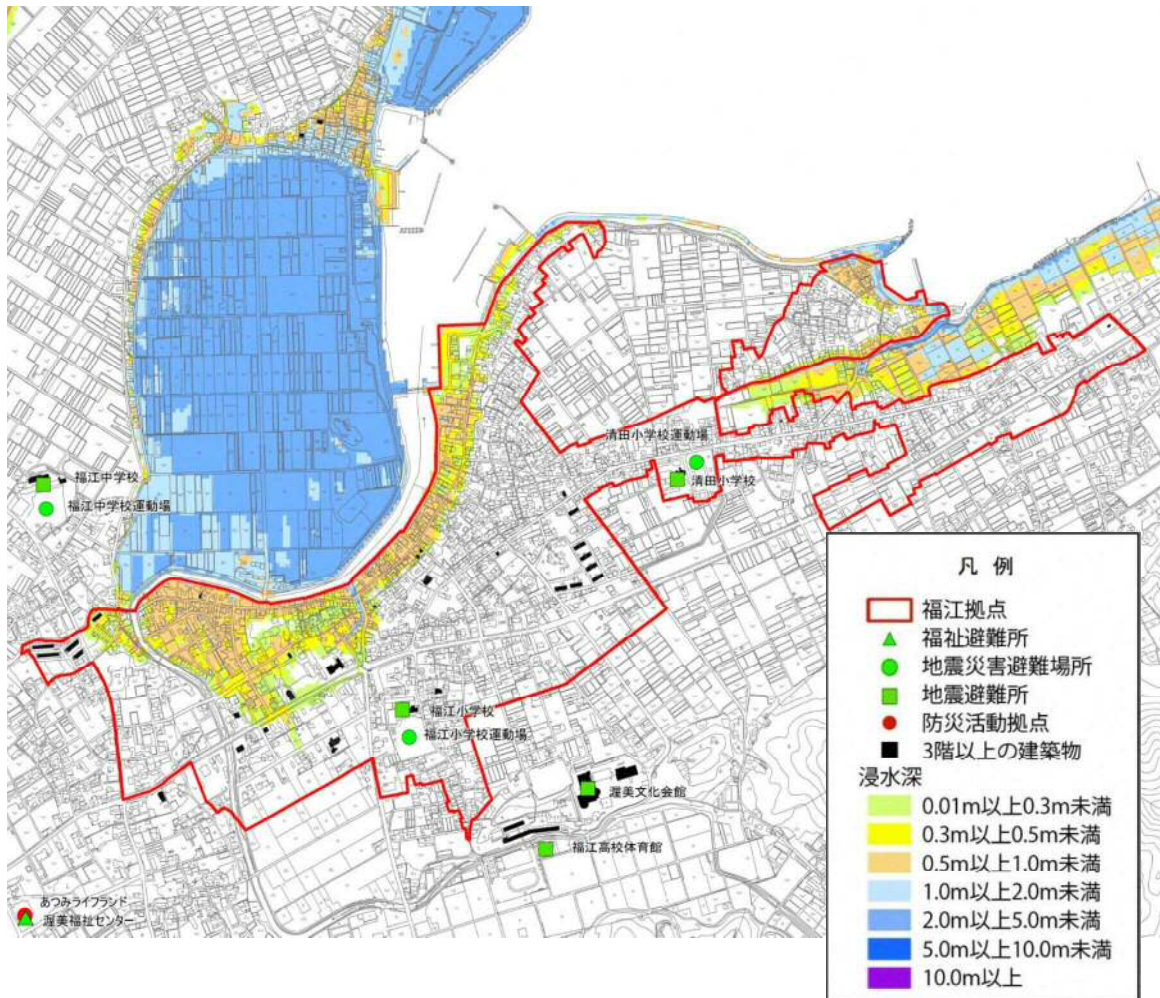 清田小学校運動場
清田小学校
福江中学校
福江中学校運動場
福江小学校
福江小学校運動場
渥美文化会館
福江高校体育館
あつみライフランド
渥美福祉センター
凡 例
福江拠点
福祉避難所
地震災害避難場所
地震避難所
防災活動拠点
3階以上の建築物
浸水深
0.01m以上0.3m未満
0.3m以上0.5m未満
0.5m以上1.0m未満
1.0m以上2.0m未満
2.0m以上5.0m未満
5.0m以上10.0m未満
10.0m以上